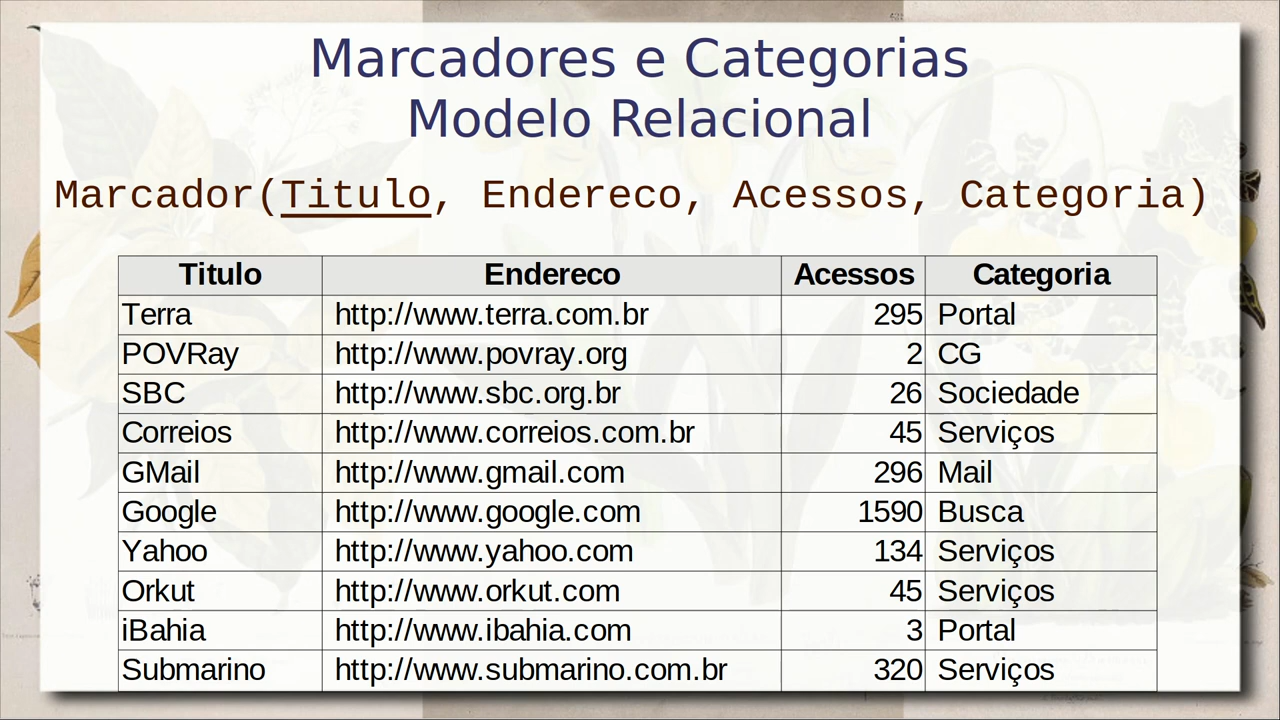 Marcadores e Categorias
Modelo Relacional
Marcador(Titulo, Endereco, Acessos, Categoria)
Titulo Endereco Acessos Categoria
Terra http://www.terra.com.br 295 Portal
POVRay http://www.povray.org 2 CG
SBC http://www.sbc.org.br 26 Sociedade
Correios http://www.correios.com.br 45 Serviços
GMail http://www.gmail.com 296 Mail
Google http://www.google.com 1590 Busca
Yahoo http://www.yahoo.com 134 Serviços
Orkut http://www.orkut.com 45 Serviços
iBahia http://www.ibahia.com 3 Portal
Submarino http://www.submarino.com.br 320 Serviços